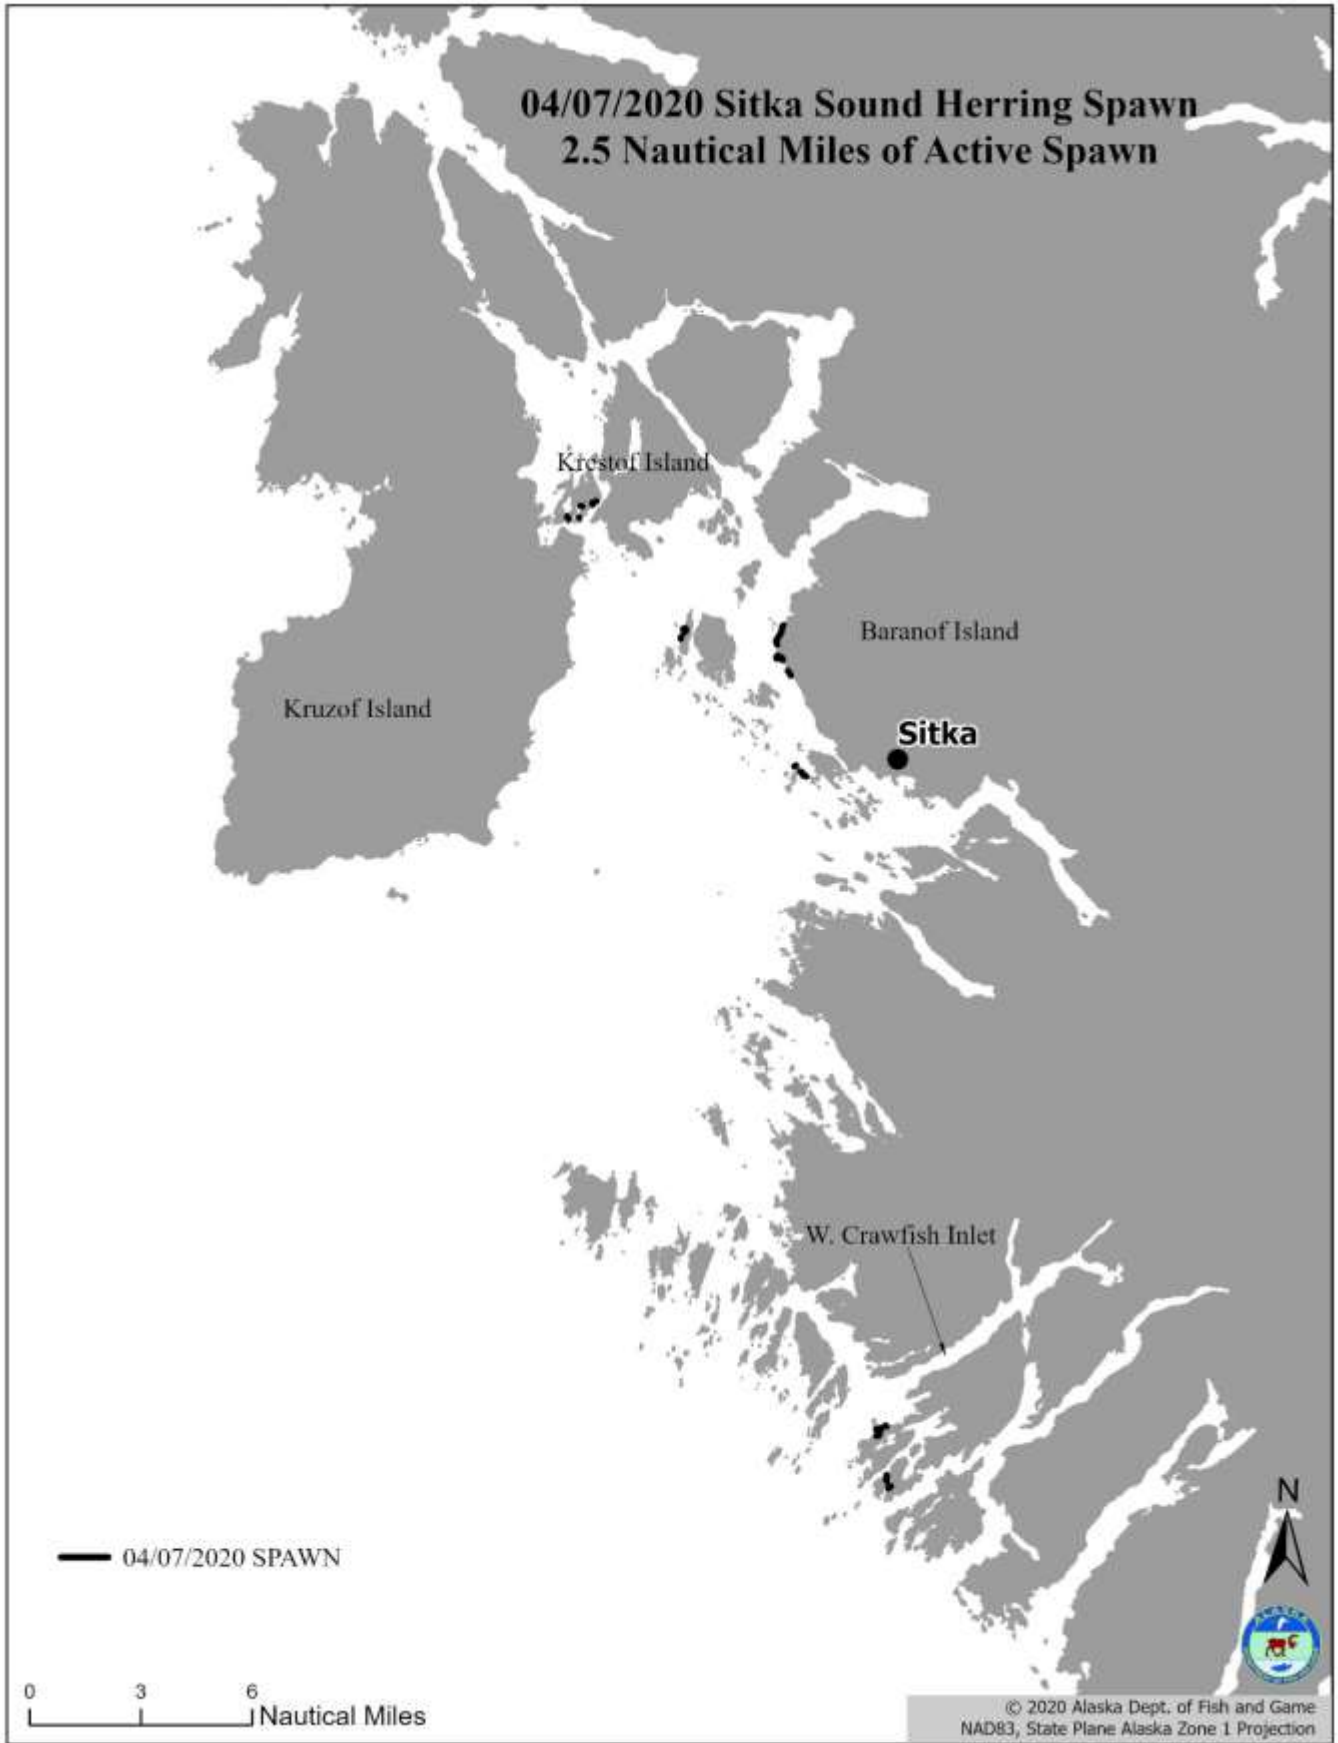 04/07/2020 Sitka Sound Herring Spawn
2.5 Nautical Miles of Active Spawn
Krestof Island
Baranof Island
Kruzof Island
Sitka
W. Crawfish Inlet
N
04/07/2020 SPAWN
ALASKA
0 3 6
Nautical Miles
© 2020 Alaska Dept. of Fish and Game
NAD83, State Plane Alaska Zone 1 Projection